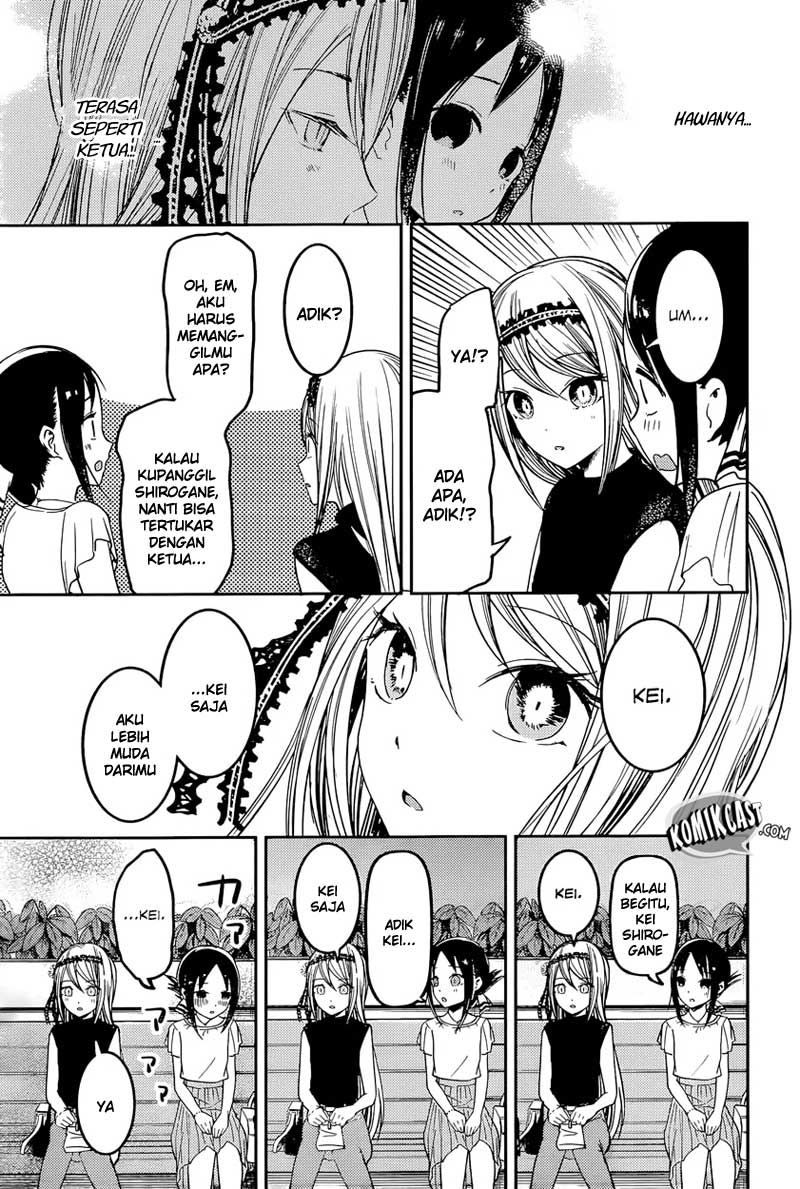 HAWANYA...
TERASA
SEPERTI
KETUA...
UM...
YA!?
ADA
APA,
ADIK!?
ADIK?
OH, EM,
AKU
HARUS
MEMANG-
GILMU
APA?
KALAU
KUPANGGIL
SHIROGANE,
NANTI BISA
TERTUKAR
DENGAN
KETUA...
KEI.
...KEI
SAJA
AKU
LEBIH
MUDA
DARIMU
KOMIKCAST.COM
KALAU
BEGITU,
KEI
SHIRO-
GANE
KEI.
ADIK
KEI...
KEI
SAJA
...KEI.
YA